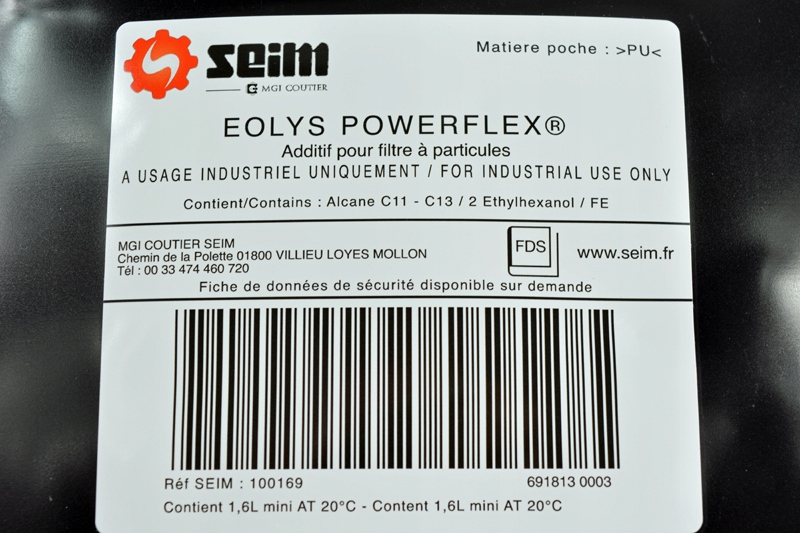 seim
MGI COUTIER
Matiere poche : >PU<
EOLYS POWERFLEX®
Additif pour filtre à particules
A USAGE INDUSTRIEL UNIQUEMENT / FOR INDUSTRIAL USE ONLY
Contient/Contains : Alcane C11 - C13 / 2 Ethylhexanol / FE
MGI COUTIER SEIM
Chemin de la Polette 01800 VILLIEU LOYES MOLLON
Tél : 00 33 474 460 720
FDS
www.seim.fr
Fiche de données de sécurité disponible sur demande
Réf SEIM : 100169
691813 0003
Contient 1,6L mini AT 20°C - Content 1,6L mini AT 20°C